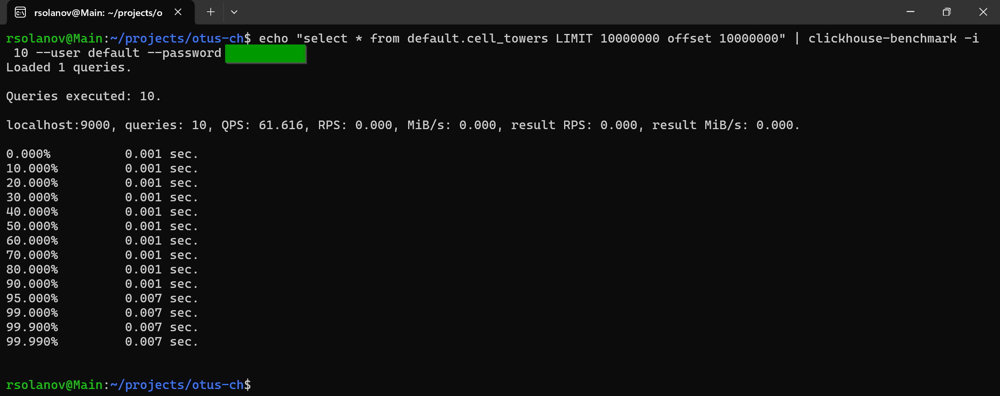 rsolanov@Main: ~/projects/o
rsolanov@Main:~/projects/otus-ch$ echo "select * from default.cell_towers LIMIT 10000000 offset 10000000" | clickhouse-benchmark -i
 10 --user default --password
Loaded 1 queries.
Queries executed: 10.
localhost:9000, queries: 10, QPS: 61.616, RPS: 0.000, MiB/s: 0.000, result RPS: 0.000, result MiB/s: 0.000.
0.000%         0.001 sec.
10.000%        0.001 sec.
20.000%        0.001 sec.
30.000%        0.001 sec.
40.000%        0.001 sec.
50.000%        0.001 sec.
60.000%        0.001 sec.
70.000%        0.001 sec.
80.000%        0.001 sec.
90.000%        0.001 sec.
95.000%        0.007 sec.
99.000%        0.007 sec.
99.900%        0.007 sec.
99.990%        0.007 sec.
rsolanov@Main:~/projects/otus-ch$